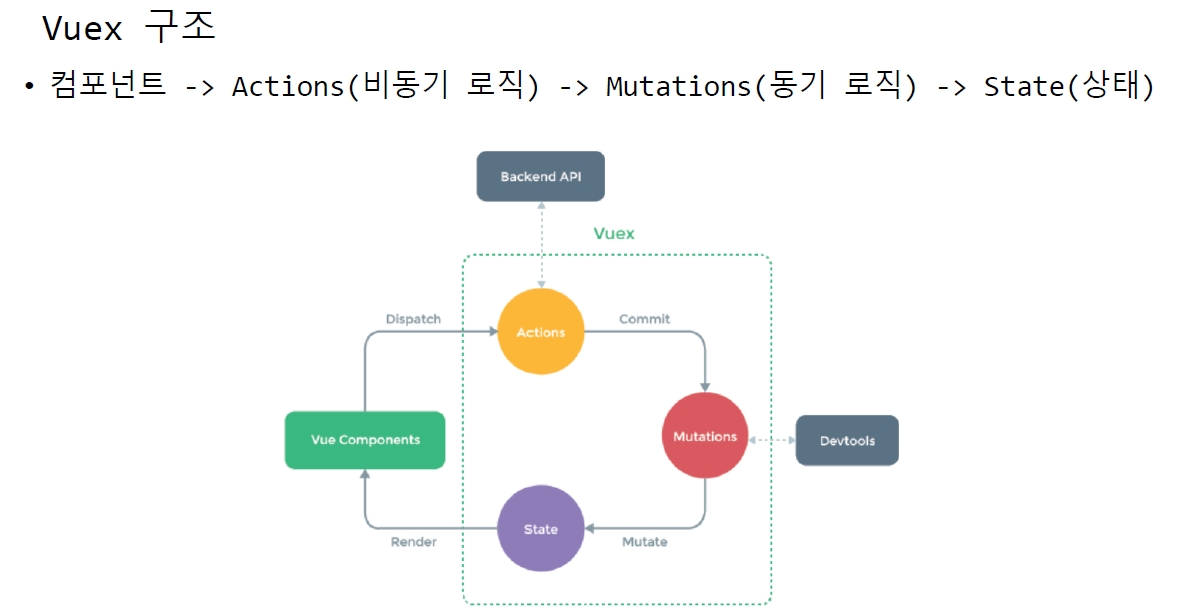 Vuex 구조
• 컴포넌트 -> Actions(비동기 로직) -> Mutations(동기 로직) -> State(상태)
Backend API
Vuex
Dispatch
Commit
Actions
Vue Components
Mutations
Devtools
State
Render
Mutate